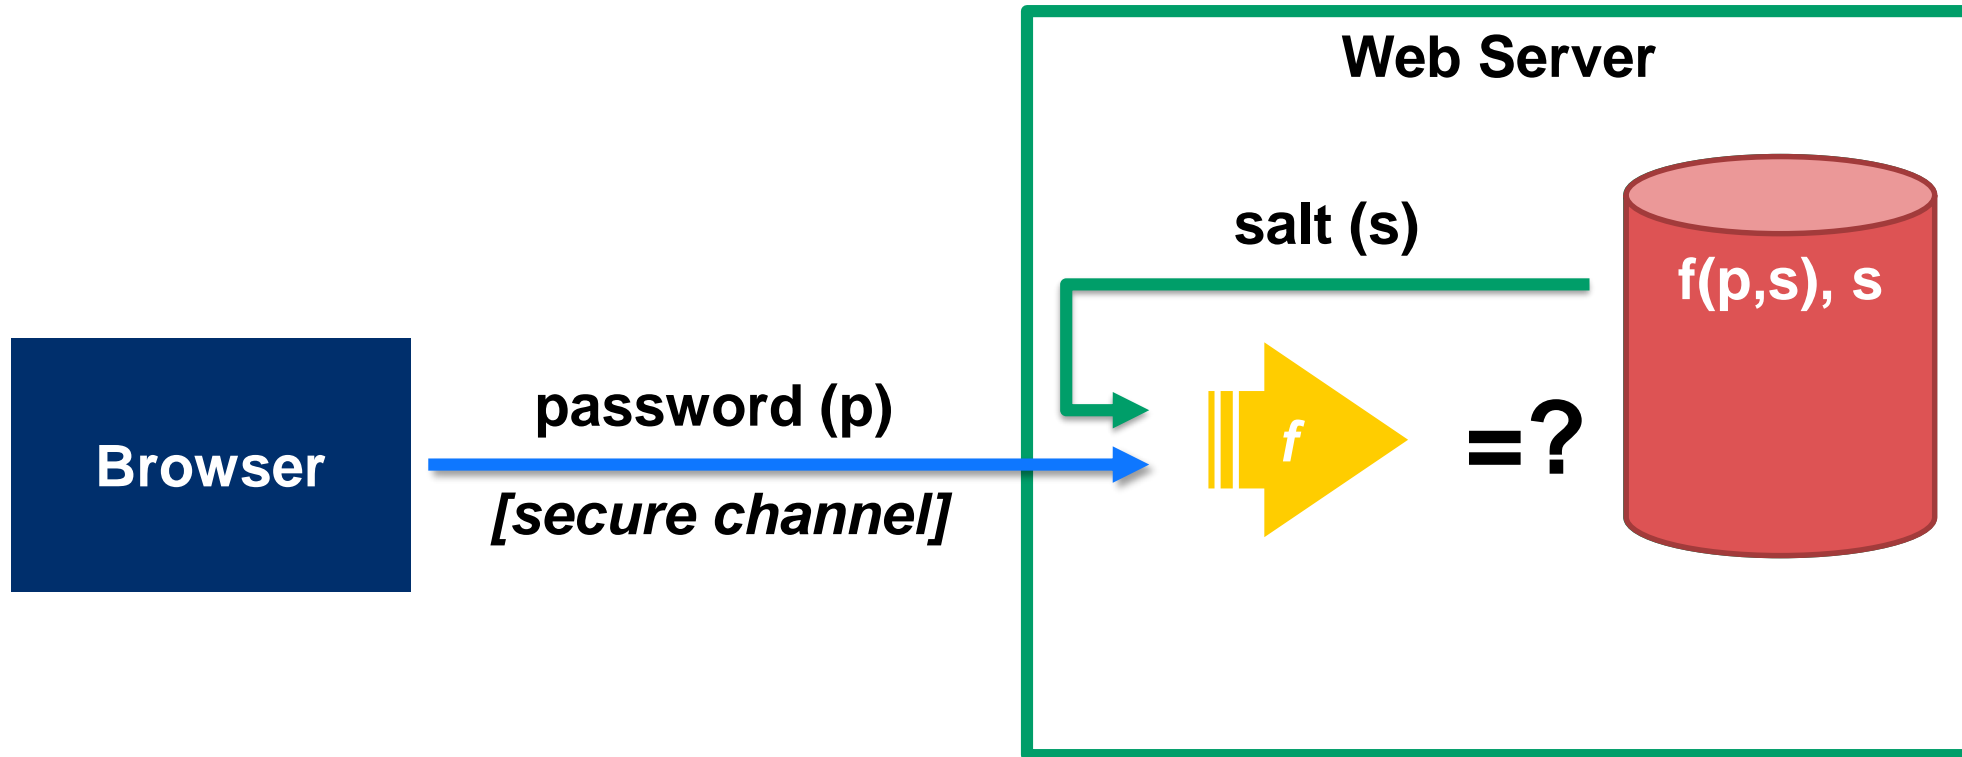 Web Server
salt (s)
f(p,s), s
password (p)
Browser
[secure channel]
f
=?